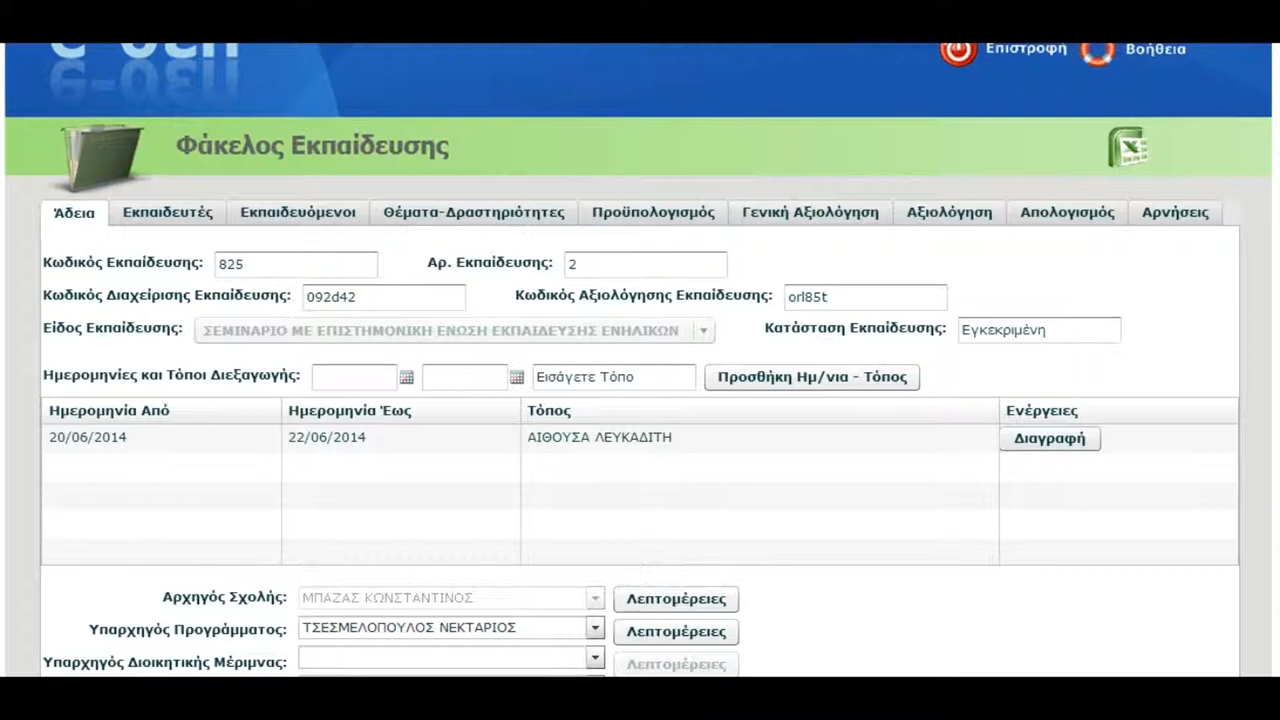 Επιστροφή Βοήθεια
Φάκελος Εκπαίδευσης
Άδεια Εκπαιδευτές Εκπαιδευόμενοι Θέματα-Δραστηριότητες Προϋπολογισμός Γενική Αξιολόγηση Αξιολόγηση Απολογισμός Αρνήσεις
Κωδικός Εκπαίδευσης: 825 Αρ. Εκπαίδευσης: 2
Κωδικός Διαχείρισης Εκπαίδευσης: 092d42 Κωδικός Αξιολόγησης Εκπαίδευσης: orl85t
Είδος Εκπαίδευσης: ΣΕΜΙΝΑΡΙΟ ΜΕ ΕΠΙΣΤΗΜΟΝΙΚΗ ΕΝΩΣΗ ΕΚΠΑΙΔΕΥΣΗΣ ΕΝΗΛΙΚΩΝ Κατάσταση Εκπαίδευσης: Εγκεκριμένη
Ημερομηνίες και Τόποι Διεξαγωγής: Εισάγετε Τόπο Προσθήκη Ημ/νια - Τόπος
Ημερομηνία Από Ημερομηνία Έως Τόπος Ενέργειες
20/06/2014 22/06/2014 ΑΙΘΟΥΣΑ ΛΕΥΚΑΔΙΤΗ Διαγραφή
Αρχηγός Σχολής: ΜΠΑΖΑΣ ΚΩΝΣΤΑΝΤΙΝΟΣ Λεπτομέρειες
Υπαρχηγός Προγράμματος: ΤΣΕΣΜΕΛΟΠΟΥΛΟΣ ΝΕΚΤΑΡΙΟΣ Λεπτομέρειες
Υπαρχηγός Διοικητικής Μέριμνας: Λεπτομέρειες